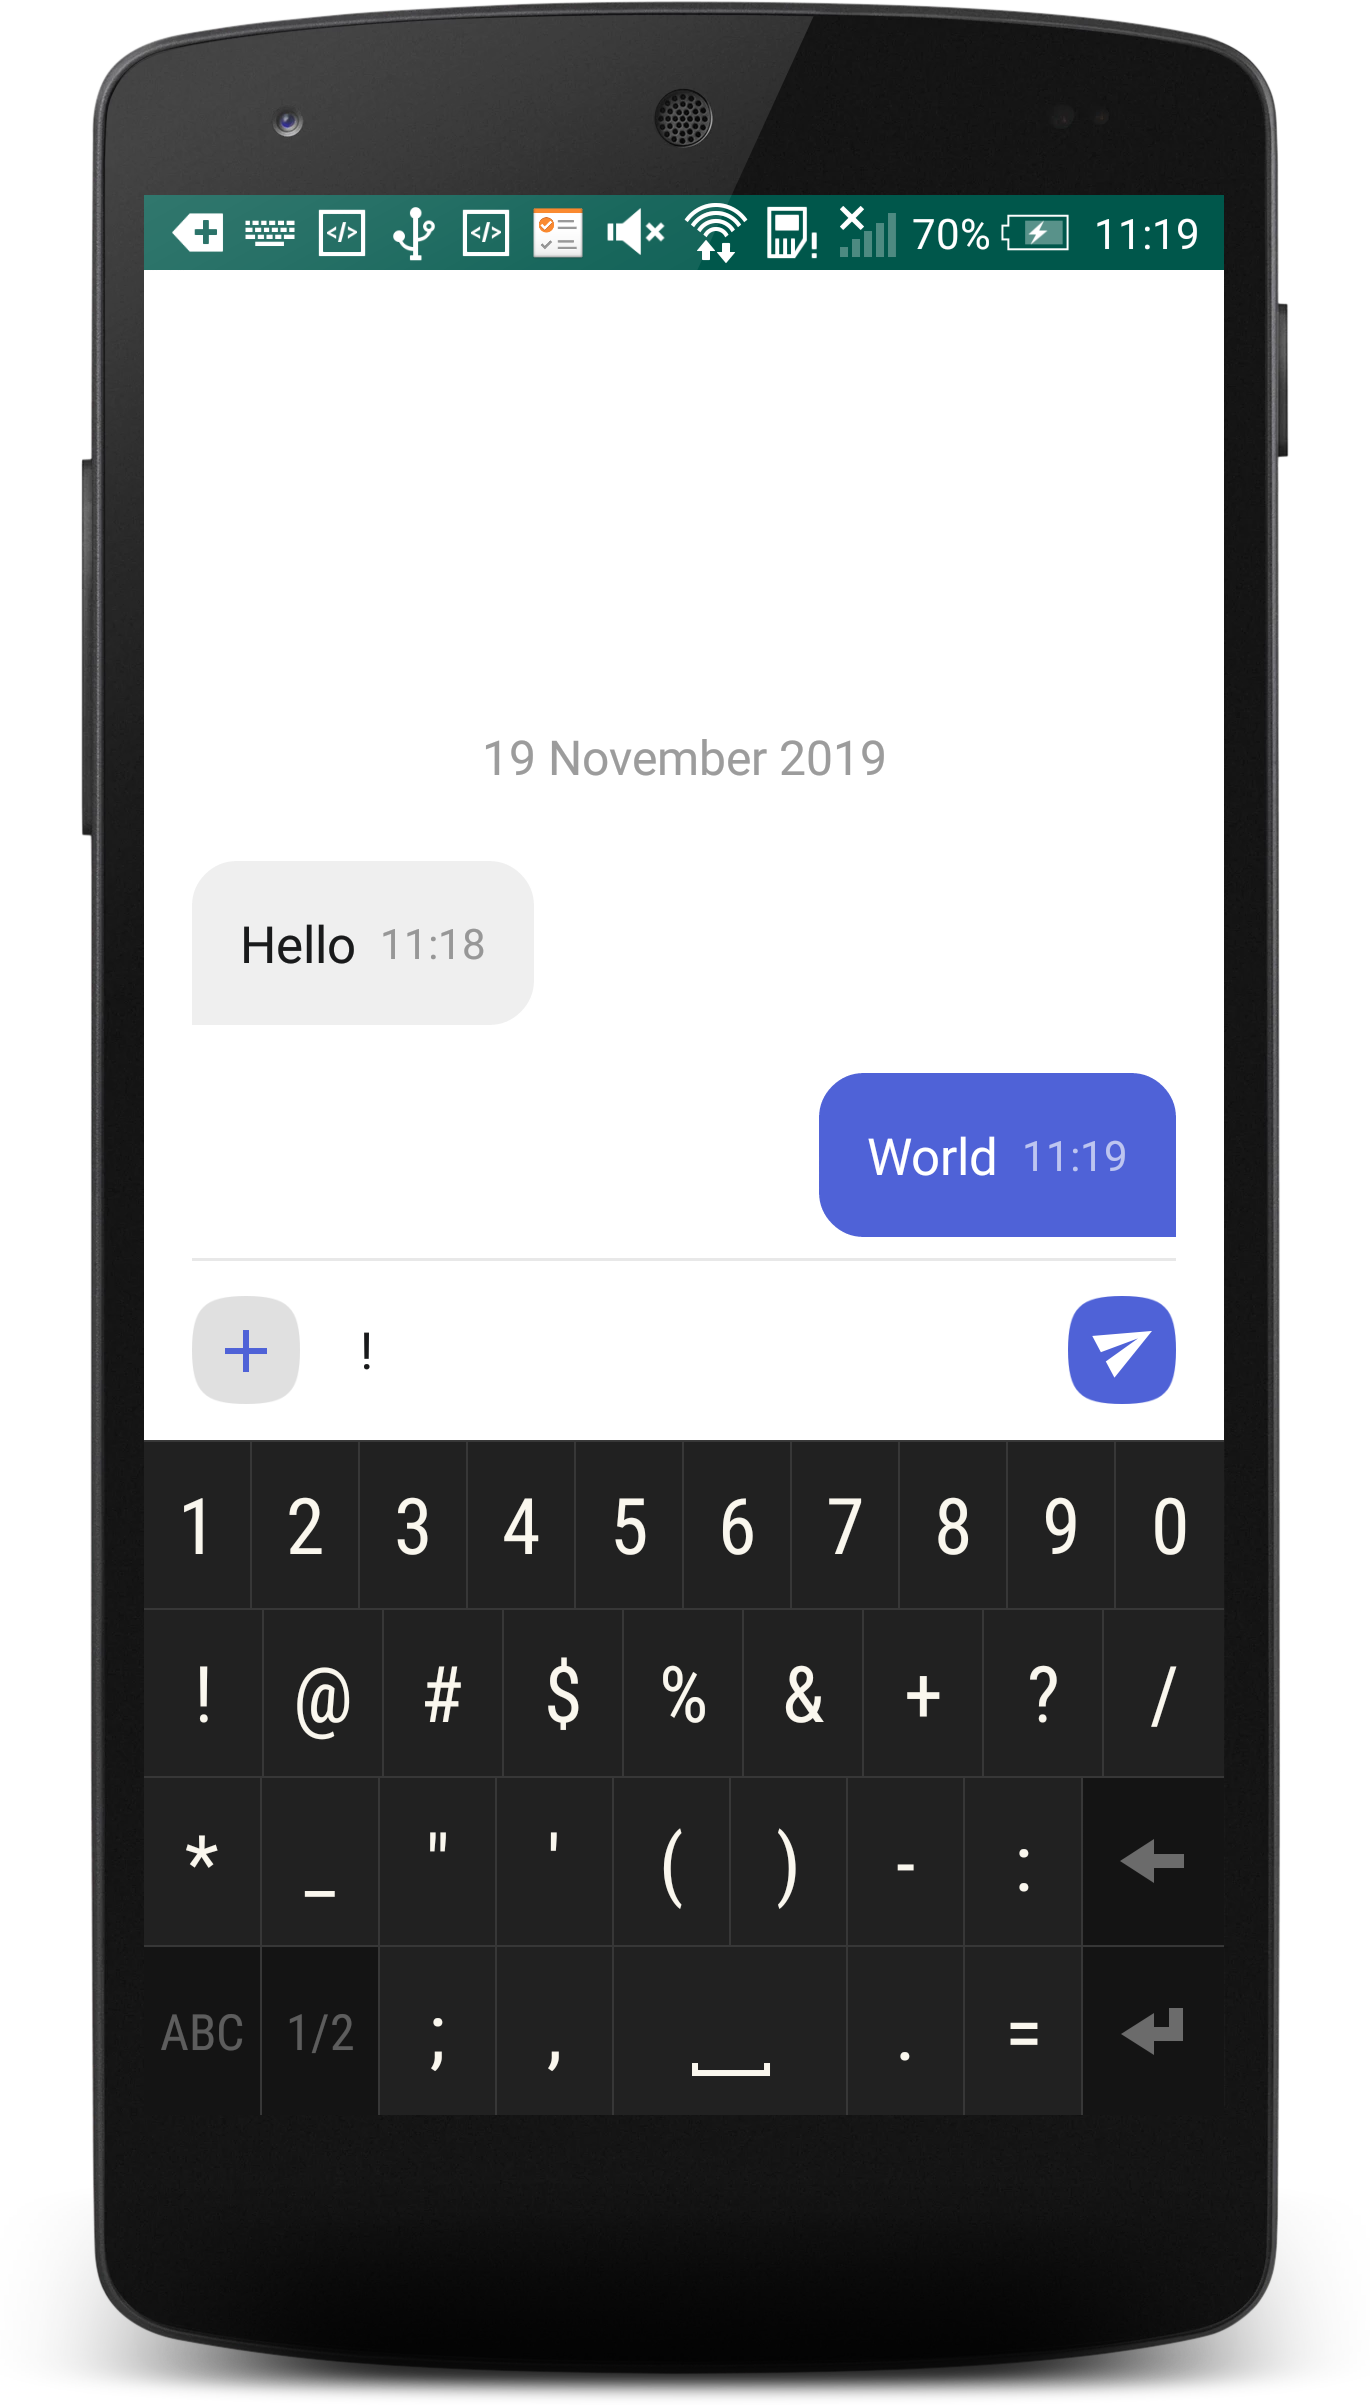 70% 11:19
19 November 2019
Hello 11:18
World 11:19
!
1 2 3 4 5 6 7 8 9 0
! @ # $ % & + ? /
* _ " ' ( ) - :
ABC 1/2 ; , . =